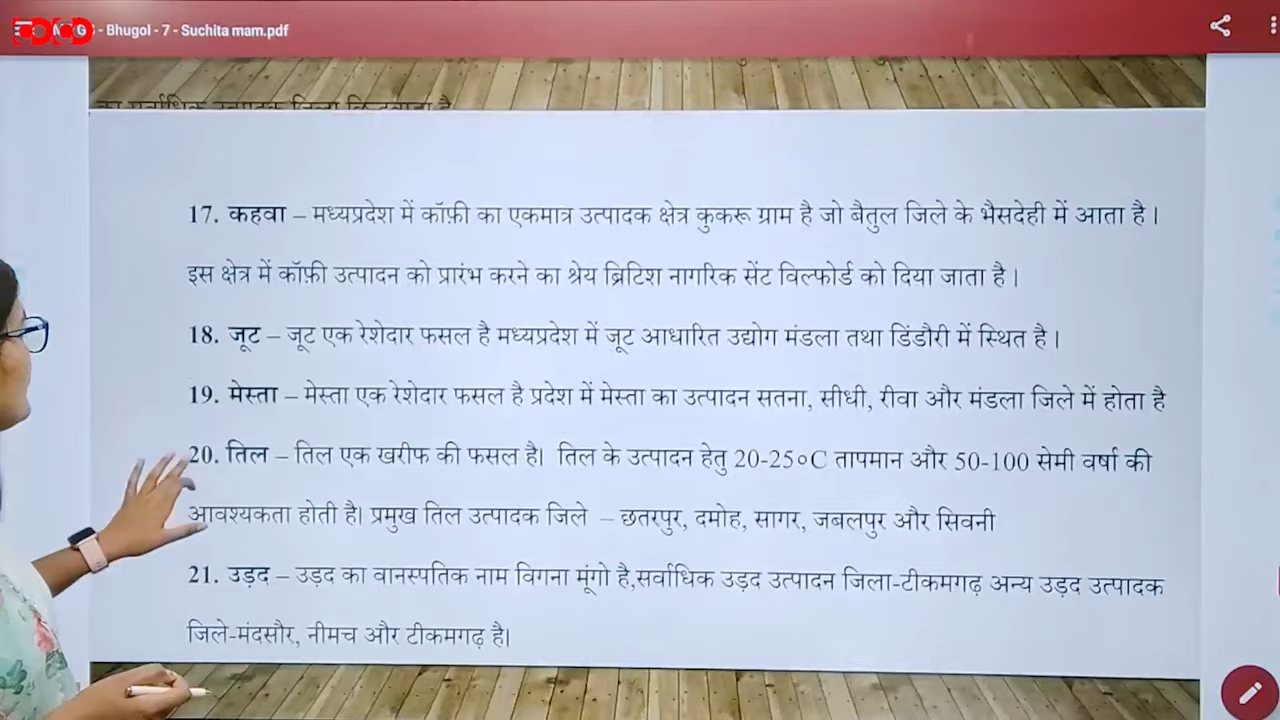 - Bhugol - 7 - Suchita mam.pdf
17. कहवा – मध्यप्रदेश में कॉफ़ी का एकमात्र उत्पादक क्षेत्र कुकरू ग्राम है जो बैतुल जिले के भैसदेही में आता है ।
इस क्षेत्र में कॉफ़ी उत्पादन को प्रारंभ करने का श्रेय ब्रिटिश नागरिक सेंट विल्फोर्ड को दिया जाता है ।
18. जूट – जूट एक रेशेदार फसल है मध्यप्रदेश में जूट आधारित उद्योग मंडला तथा डिंडौरी में स्थित है ।
19. मेस्ता – मेस्ता एक रेशेदार फसल है प्रदेश में मेस्ता का उत्पादन सतना, सीधी, रीवा और मंडला जिले में होता है
20. तिल – तिल एक खरीफ की फसल है। तिल के उत्पादन हेतु 20-25०C तापमान और 50-100 सेमी वर्षा की
आवश्यकता होती है। प्रमुख तिल उत्पादक जिले – छतरपुर, दमोह, सागर, जबलपुर और सिवनी
21. उड़द – उड़द का वानस्पतिक नाम विगना मूंगो है,सर्वाधिक उड़द उत्पादन जिला-टीकमगढ़ अन्य उड़द उत्पादक
जिले-मंदसौर, नीमच और टीकमगढ़ है।